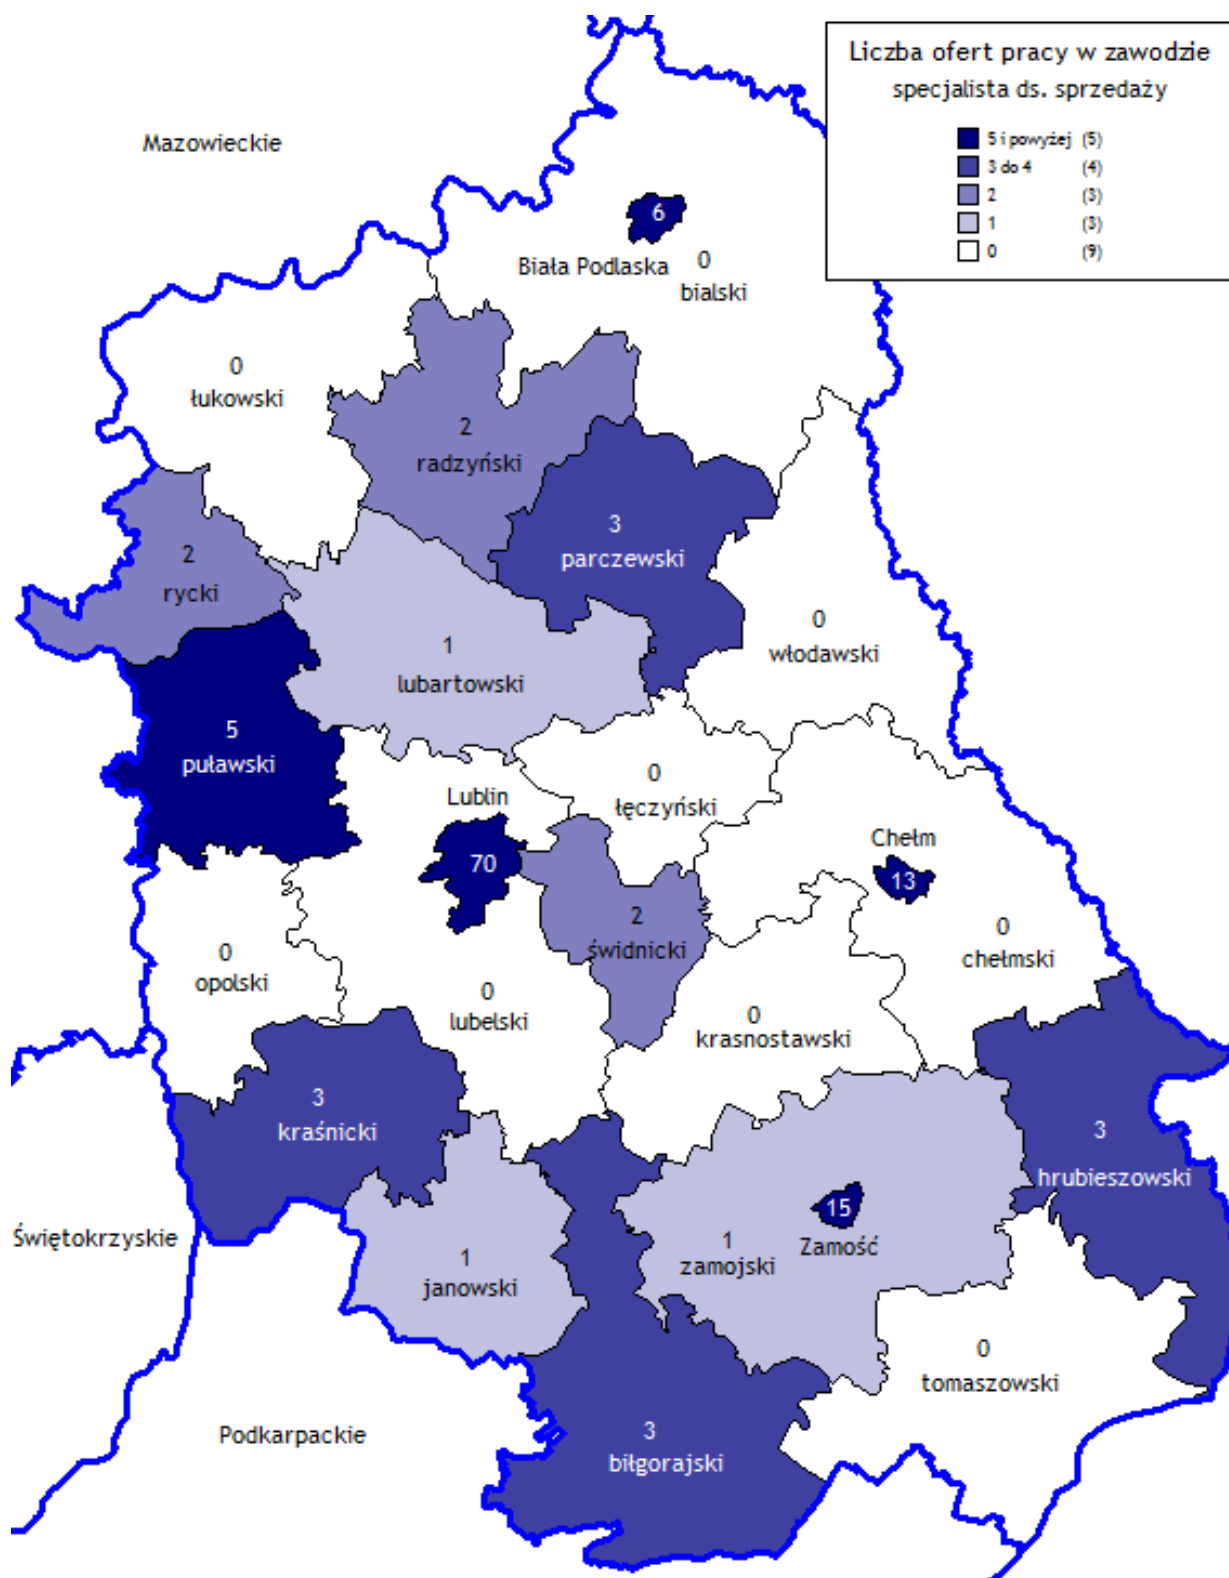 Liczba ofert pracy w zawodzie
specjalista ds. sprzedaży
5 i powyżej (5)
3 do 4 (4)
2 (3)
1 (3)
0 (9)
Mazowieckie
6
Biała Podlaska
0
bialski
0
łukowski
2
radzyński
3
parczewski
2
rycki
0
włodawski
1
lubartowski
5
puławski
0
łęczyński
Lublin
70
Chełm
13
2
świdnicki
0
opolski
0
chełmski
0
lubelski
0
krasnostawski
3
kraśnicki
3
hrubieszowski
15
Zamość
1
zamojski
Świętokrzyskie
1
janowski
0
tomaszowski
Podkarpackie
3
biłgorajski